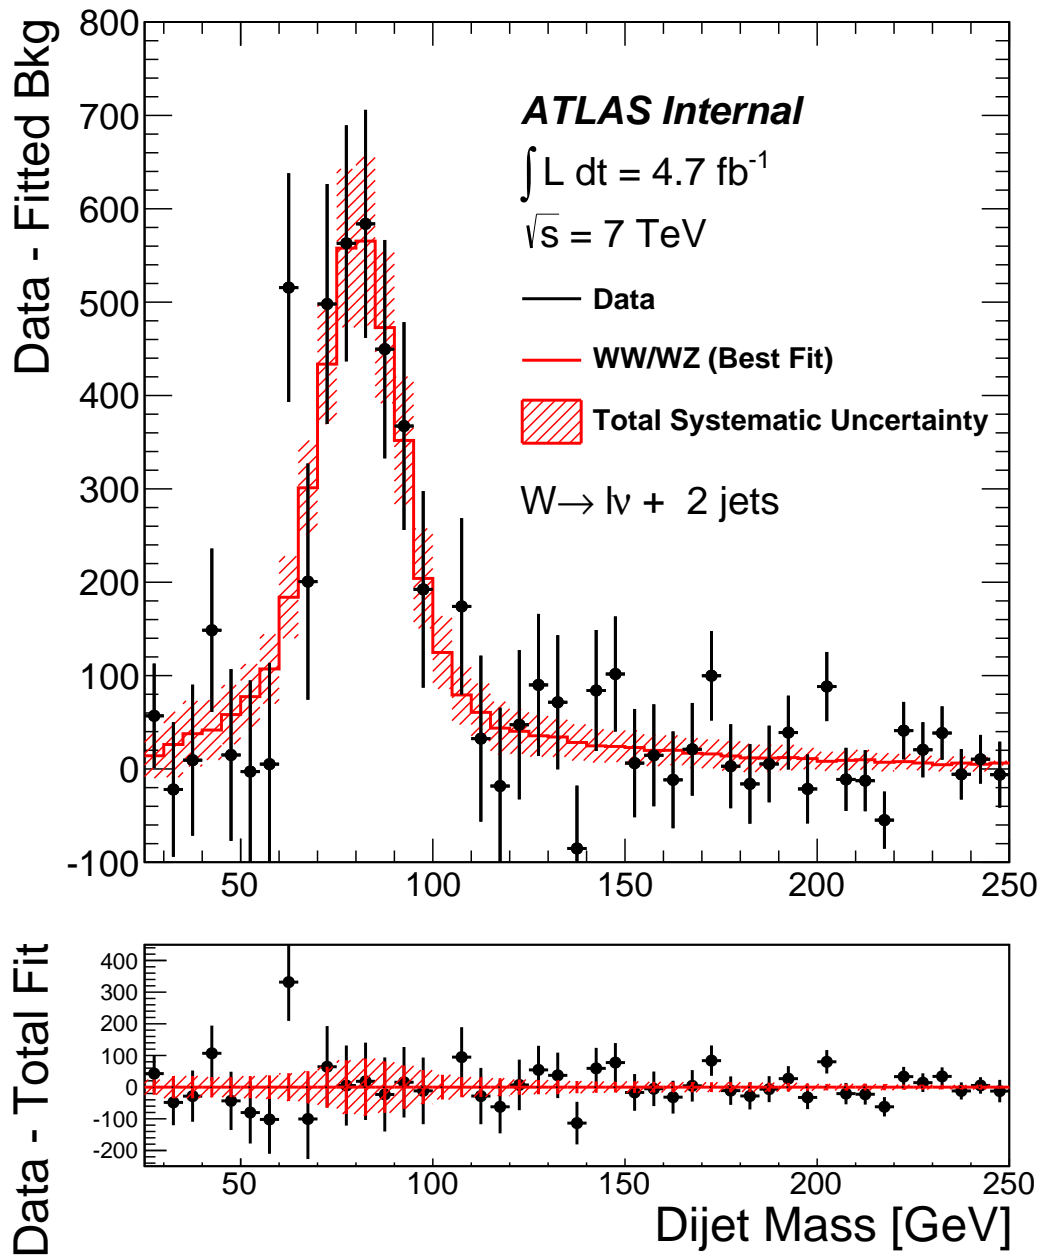 Data - Fitted Bkg
800
700
600
500
400
300
200
100
0
-100
ATLAS Internal
∫ L dt = 4.7 fb⁻¹
√s = 7 TeV
Data
WW/WZ (Best Fit)
Total Systematic Uncertainty
W→ lν + 2 jets
50 100 150 200 250
Data - Total Fit
400
300
200
100
0
-100
-200
50 100 150 200 250
Dijet Mass [GeV]